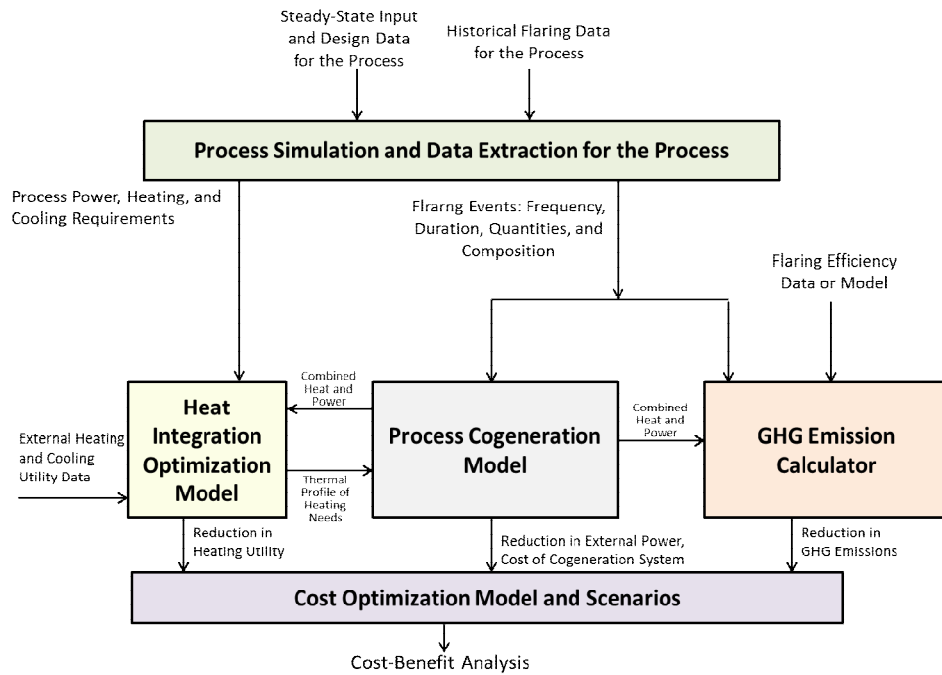 Steady-State Input
and Design Data
for the Process
Historical Flaring Data
for the Process
Process Simulation and Data Extraction for the Process
Process Power, Heating, and
Cooling Requirements
Flrarng Events: Frequency,
Duration, Quantities, and
Composition
Flaring Efficiency
Data or Model
Heat
Integration
Optimization
Model
Combined
Heat and
Power
Process Cogeneration
Model
Combined
Heat and
Power
GHG Emission
Calculator
External Heating
and Cooling
Utility Data
Thermal
Profile of
Heating
Needs
Reduction in
Heating Utility
Reduction in External Power,
Cost of Cogeneration System
Reduction in
GHG Emissions
Cost Optimization Model and Scenarios
Cost-Benefit Analysis